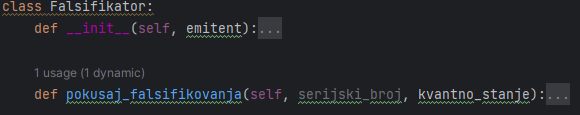 class Falsifikator:
    def __init__(self, emitent):...
    1 usage (1 dynamic)
    def pokusaj_falsifikovanja(self, serijski_broj, kvantno_stanje):...